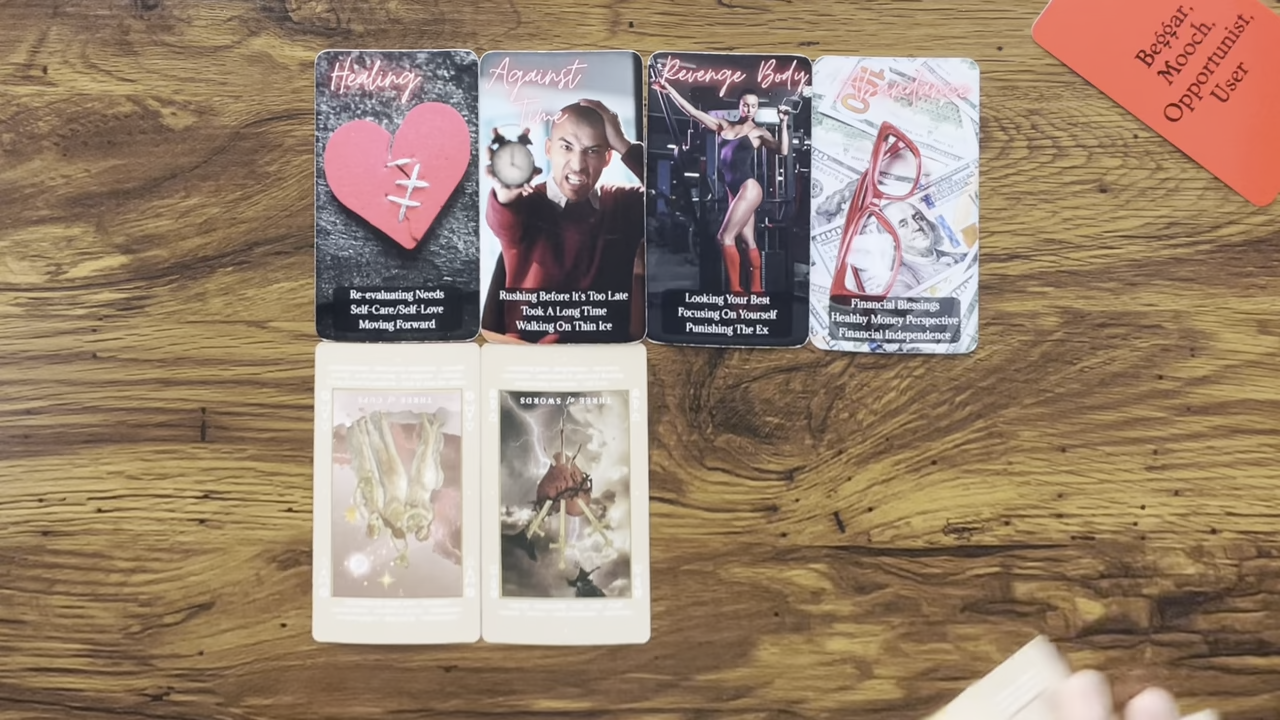 Beggar,
Mooch,
Opportunist,
User
Healing
Re-evaluating Needs
Self-Care/Self-Love
Moving Forward
Against
Time
Rushing Before It's Too Late
Took A Long Time
Walking On Thin Ice
Revenge Body
Looking Your Best
Focusing On Yourself
Punishing The Ex
Abundance
Financial Blessings
Healthy Money Perspective
Financial Independence
THREE of CUPS
THREE of SWORDS